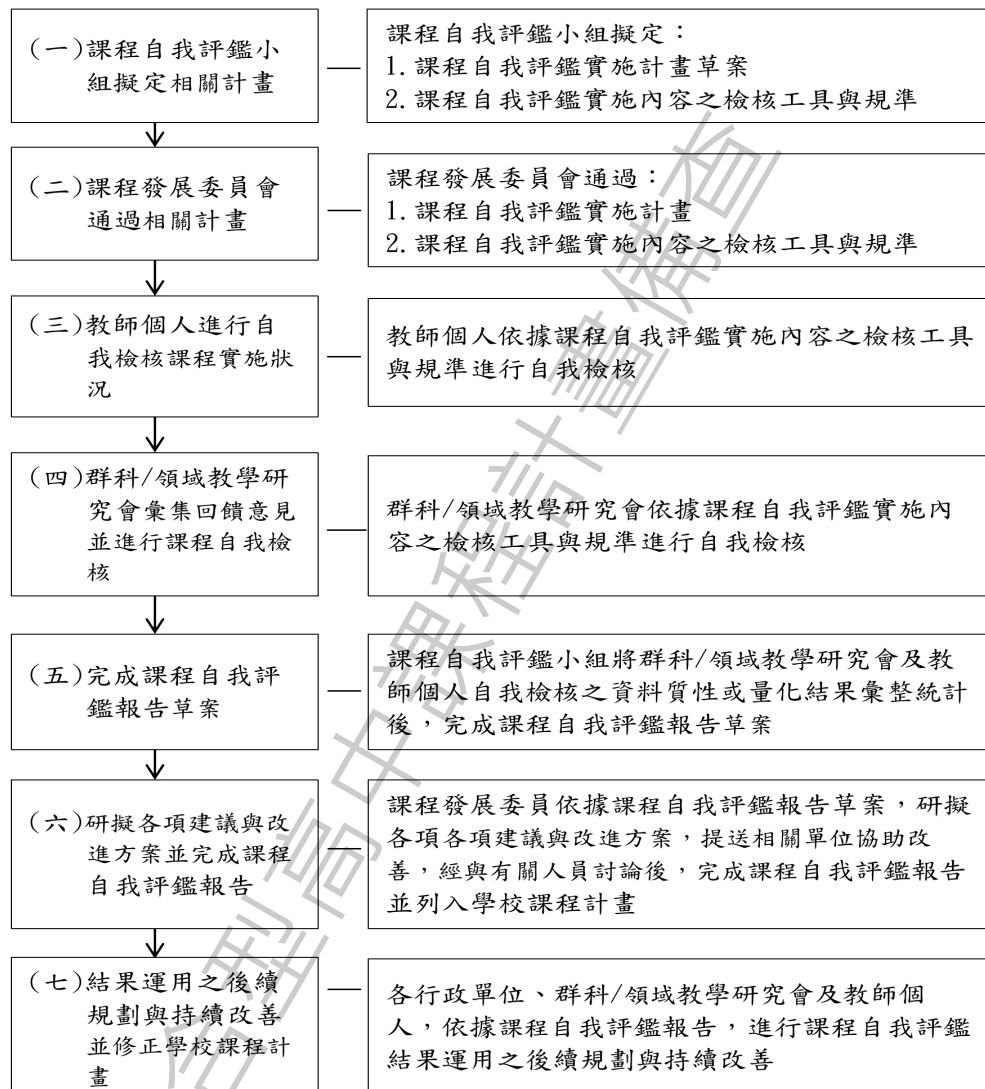 (一)課程自我評鑑小
組擬定相關計畫
課程自我評鑑小組擬定：
1.課程自我評鑑實施計畫草案
2.課程自我評鑑實施內容之檢核工具與規準
(二)課程發展委員會
通過相關計畫
課程發展委員會通過：
1.課程自我評鑑實施計畫
2.課程自我評鑑實施內容之檢核工具與規準
(三)教師個人進行自
我檢核課程實施狀
況
教師個人依據課程自我評鑑實施內容之檢核工具
與規準進行自我檢核
(四)群科/領域教學研
究會彙集回饋意見
並進行課程自我檢
核
群科/領域教學研究會依據課程自我評鑑實施內
容之檢核工具與規準進行自我檢核
(五)完成課程自我評
鑑報告草案
課程自我評鑑小組將群科/領域教學研究會及教
師個人自我檢核之資料質性或量化結果彙整統計
後，完成課程自我評鑑報告草案
(六)研擬各項建議與改
進方案並完成課程
自我評鑑報告
課程發展委員依據課程自我評鑑報告草案，研擬
各項各項建議與改進方案，提送相關單位協助改
善，經與有關人員討論後，完成課程自我評鑑報告
並列入學校課程計畫
(七)結果運用之後續
規劃與持續改善
並修正學校課程計
畫
各行政單位、群科/領域教學研究會及教師個
人，依據課程自我評鑑報告，進行課程自我評鑑
結果運用之後續規劃與持續改善
合型高中課程計畫備查